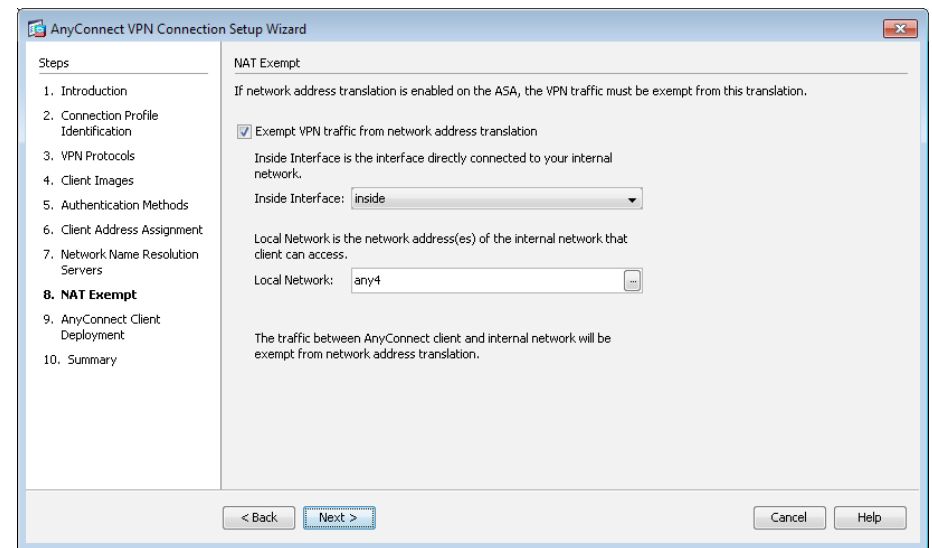 AnyConnect VPN Connection Setup Wizard
Steps
1. Introduction
2. Connection Profile
Identification
3. VPN Protocols
4. Client Images
5. Authentication Methods
6. Client Address Assignment
7. Network Name Resolution
Servers
8. NAT Exempt
9. AnyConnect Client
Deployment
10. Summary
NAT Exempt
If network address translation is enabled on the ASA, the VPN traffic must be exempt from this translation.
Exempt VPN traffic from network address translation
Inside Interface is the interface directly connected to your internal
network.
Inside Interface: inside
Local Network is the network address(es) of the internal network that
client can access.
Local Network: any4
...
The traffic between AnyConnect client and internal network will be
exempt from network address translation.
< Back Next > Cancel Help